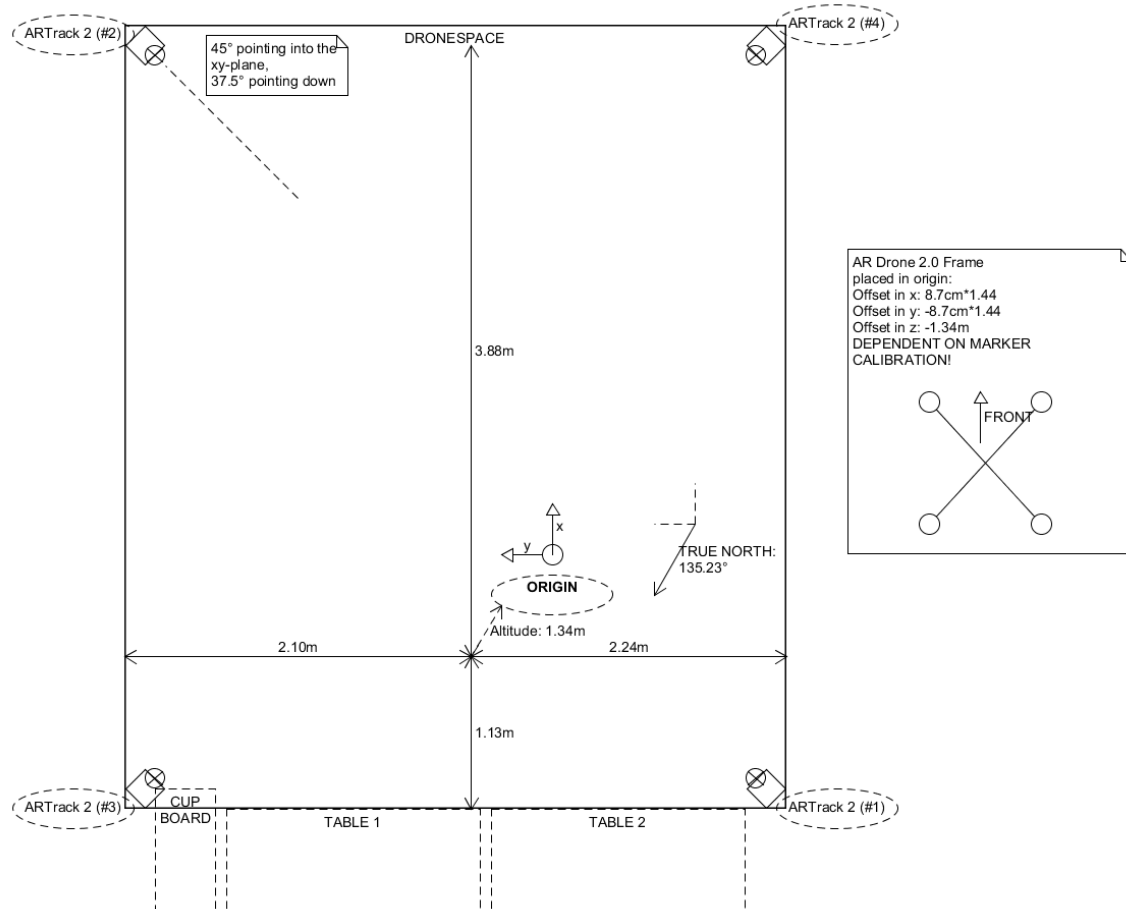 ARTrack 2 (#2)
45° pointing into the
xy-plane,
37.5° pointing down
DRONESPACE
ARTrack 2 (#4)
3.88m
AR Drone 2.0 Frame
placed in origin:
Offset in x: 8.7cm*1.44
Offset in y: -8.7cm*1.44
Offset in z: -1.34m
DEPENDENT ON MARKER
CALIBRATION!
FRONT
x
y
TRUE NORTH:
135.23°
ORIGIN
Altitude: 1.34m
2.10m
2.24m
1.13m
ARTrack 2 (#3)
CUP
BOARD
TABLE 1
TABLE 2
ARTrack 2 (#1)